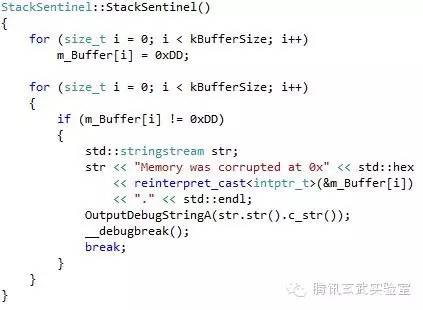 StackSentinel::StackSentinel()
{
    for (size_t i = 0; i < kBufferSize; i++)
        m_Buffer[i] = 0xDD;

    for (size_t i = 0; i < kBufferSize; i++)
    {
        if (m_Buffer[i] != 0xDD)
        {
            std::stringstream str;
            str << "Memory was corrupted at 0x" << std::hex
                << reinterpret_cast<intptr_t>(&m_Buffer[i])
                << "." << std::endl;
            OutputDebugStringA(str.str().c_str());
            __debugbreak();
            break;
        }
    }
}
腾讯玄武实验室